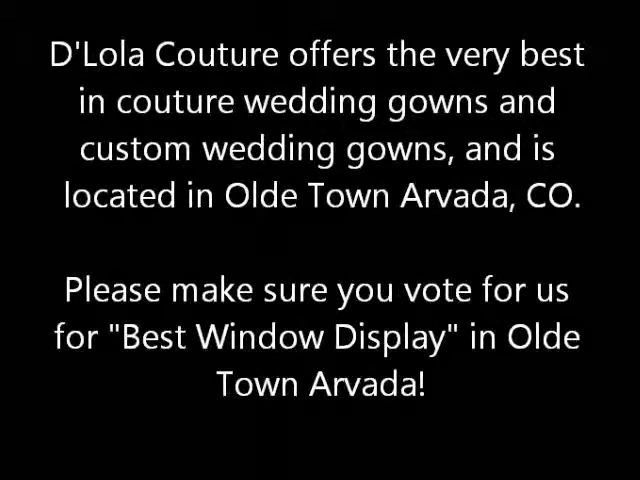 D'Lola Couture offers the very best
in couture wedding gowns and
custom wedding gowns, and is
located in Olde Town Arvada, CO.
Please make sure you vote for us
for "Best Window Display" in Olde
Town Arvada!